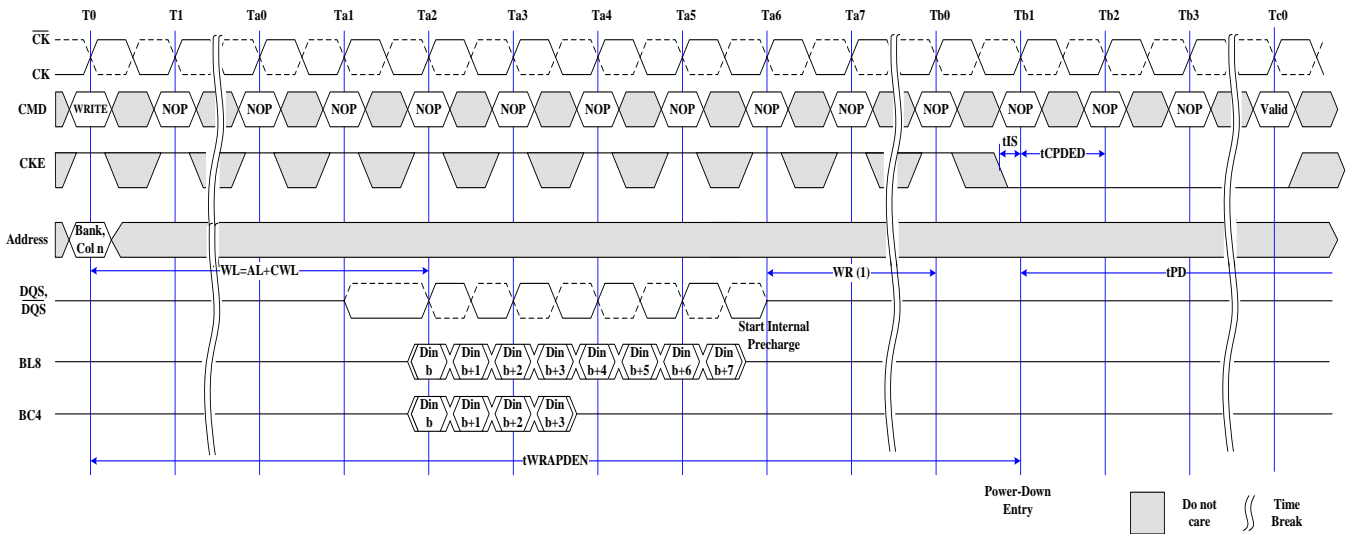 T0 T1 Ta0 Ta1 Ta2 Ta3 Ta4 Ta5 Ta6 Ta7 Tb0 Tb1 Tb2 Tb3 Tc0
CK
CK
CMD WRITE NOP NOP NOP NOP NOP NOP NOP NOP NOP NOP NOP NOP NOP Valid
tIS
CKE tCPDED
Bank,
Address
Col n
WL=AL+CWL WR (1) tPD
DQS,
DQS
Start Internal
Precharge
Din Din Din Din Din Din Din Din
BL8
b b+1 b+2 b+3 b+4 b+5 b+6 b+7
Din Din Din Din
BC4
b b+1 b+2 b+3
tWRAPDEN
Power-Down
Entry
Do not
care
Time
Break